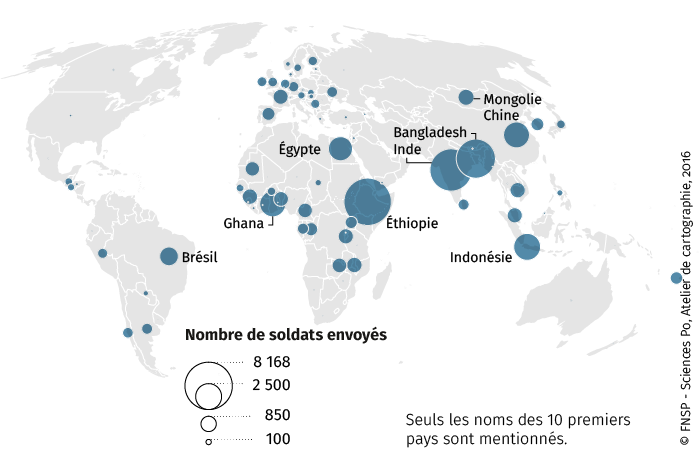 Mongolie
Chine
Bangladesh
Inde
Égypte
Ghana
Éthiopie
Brésil
Indonésie
Nombre de soldats envoyés
8 168
2 500
850
100
Seuls les noms des 10 premiers
pays sont mentionnés.
© FNSP - Sciences Po, Atelier de cartographie, 2016